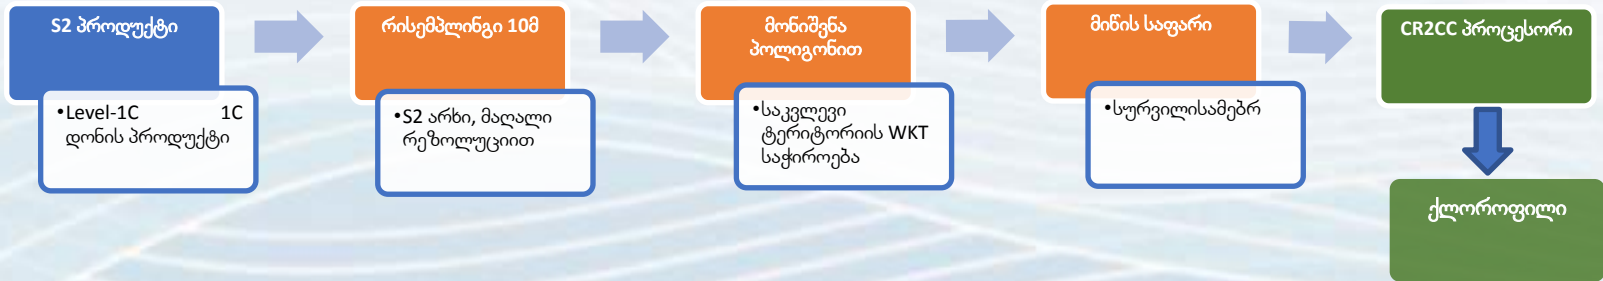 S2 პროდუქტი
•Level-1C 1C
დონის პროდუქტი
რისემპლინგი 10მ
•S2 არხი, მაღალი
რეზოლუციით
მონიშვნა
პოლიგონით
•საკვლევი
ტერიტორიის WKT
საჭიროება
მიწის საფარი
•სურვილისამებრ
CR2CC პროცესორი
ქლოროფილი